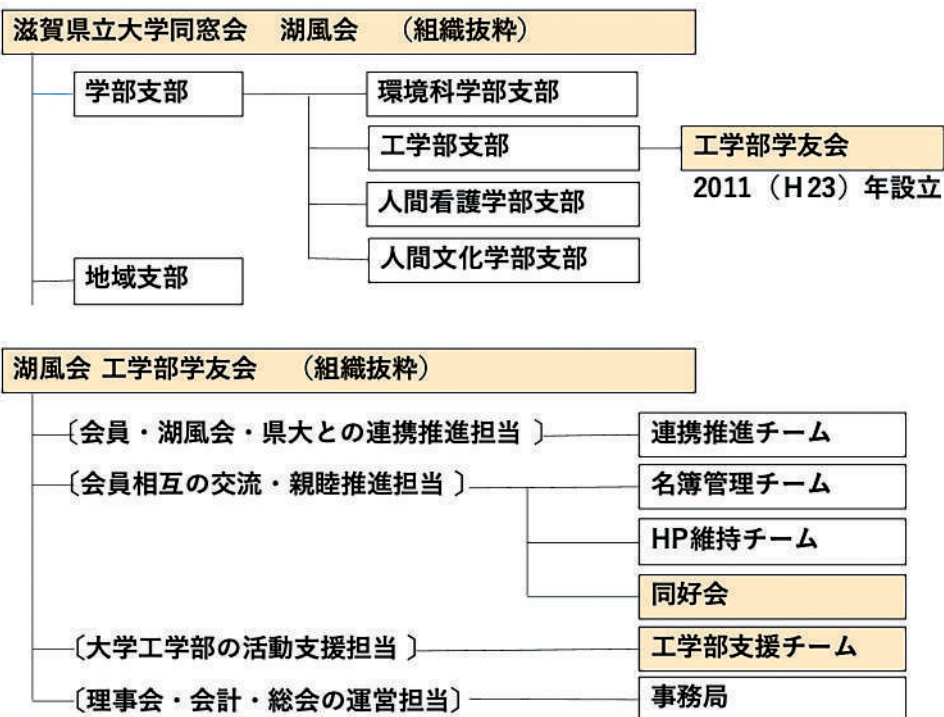 滋賀県立大学同窓会 湖風会 （組織抜粋）
学部支部
環境科学部支部
工学部支部
工学部学友会
2011（H23）年設立
人間看護学部支部
人間文化学部支部
地域支部
湖風会 工学部学友会 （組織抜粋）
〔会員・湖風会・県大との連携推進担当 〕
連携推進チーム
〔会員相互の交流・親睦推進担当 〕
名簿管理チーム
HP維持チーム
同好会
〔大学工学部の活動支援担当 〕
工学部支援チーム
〔理事会・会計・総会の運営担当〕
事務局